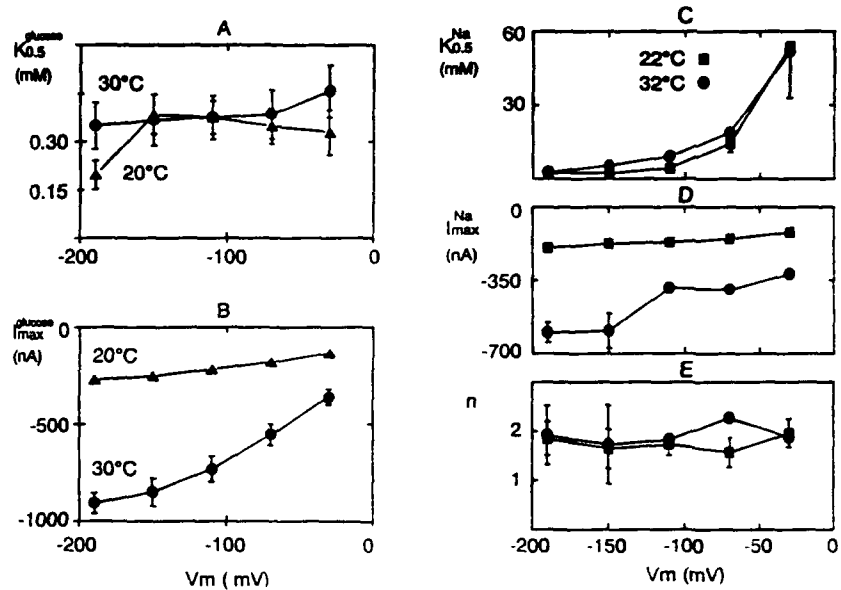 A
K0.5 glucose
(mM)
30°C
0.30
0.15
20°C
-200
-100
0
B
Imax glucose
(nA)
0
20°C
-500
30°C
-1000
-200
-100
0
Vm ( mV)
C
K0.5 Na
(mM)
60
30
22°C
32°C
D
Imax Na
(nA)
0
-350
-700
E
n
2
1
-200
-150
-100
-50
0
Vm (mV)